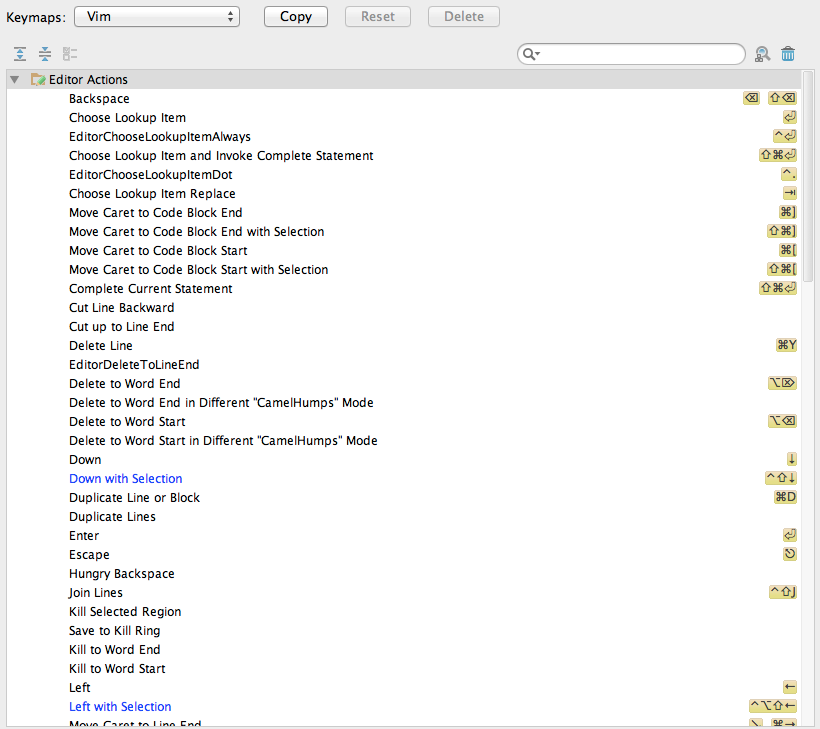 Keymaps: Vim Copy Reset Delete
Editor Actions
Backspace ⌫ ⇧⌫
Choose Lookup Item ⏎
EditorChooseLookupItemAlways ^⏎
Choose Lookup Item and Invoke Complete Statement ⇧⌘⏎
EditorChooseLookupItemDot ^.
Choose Lookup Item Replace ⇥
Move Caret to Code Block End ⌘]
Move Caret to Code Block End with Selection ⇧⌘]
Move Caret to Code Block Start ⌘[
Move Caret to Code Block Start with Selection ⇧⌘[
Complete Current Statement ⇧⌘⏎
Cut Line Backward
Cut up to Line End
Delete Line ⌘Y
EditorDeleteToLineEnd
Delete to Word End ⌥⌦
Delete to Word End in Different "CamelHumps" Mode
Delete to Word Start ⌥⌫
Delete to Word Start in Different "CamelHumps" Mode
Down ↓
Down with Selection ^⇧↓
Duplicate Line or Block ⌘D
Duplicate Lines
Enter ⏎
Escape ⎋
Hungry Backspace
Join Lines ^⇧J
Kill Selected Region
Save to Kill Ring
Kill to Word End
Kill to Word Start
Left ←
Left with Selection ^⌥⇧←
Move Caret to Line End ⌘→